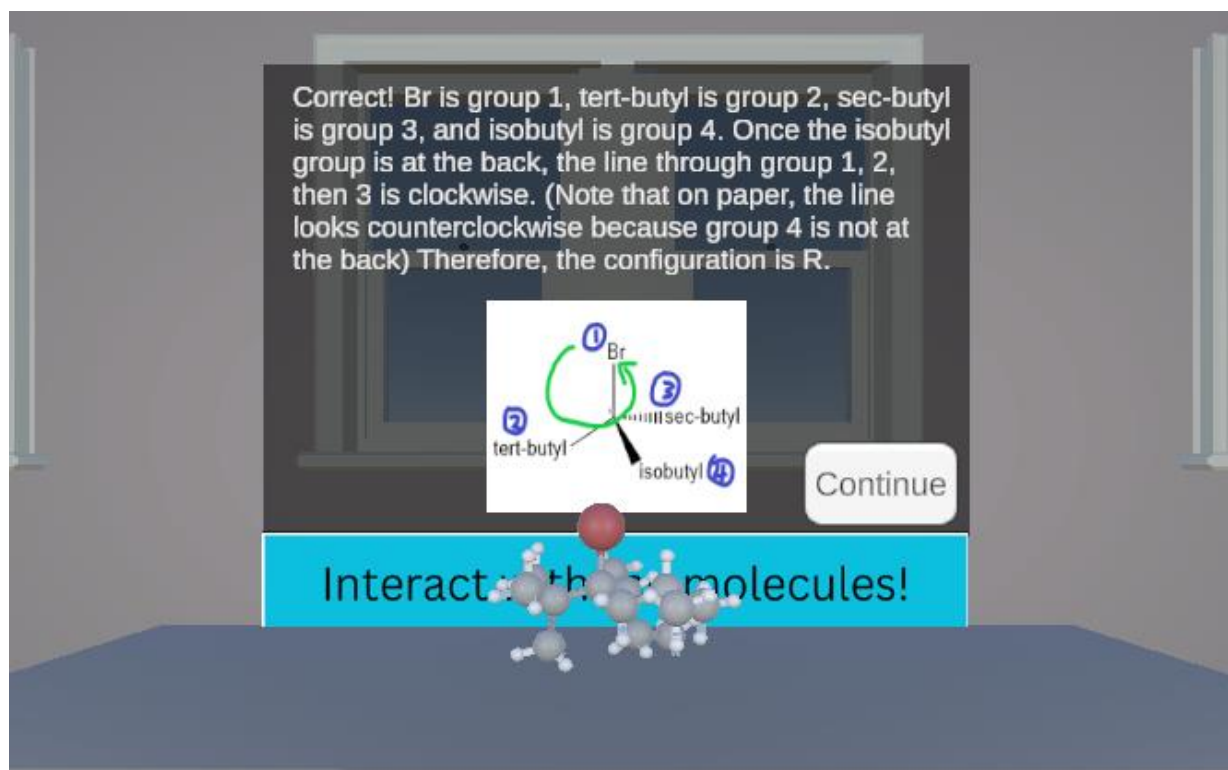 Correct! Br is group 1, tert-butyl is group 2, sec-butyl
is group 3, and isobutyl is group 4. Once the isobutyl
group is at the back, the line through group 1, 2,
then 3 is clockwise. (Note that on paper, the line
looks counterclockwise because group 4 is not at
the back) Therefore, the configuration is R.
1
Br
3
sec-butyl
2
tert-butyl
isobutyl 4
Continue
Interact molecules!